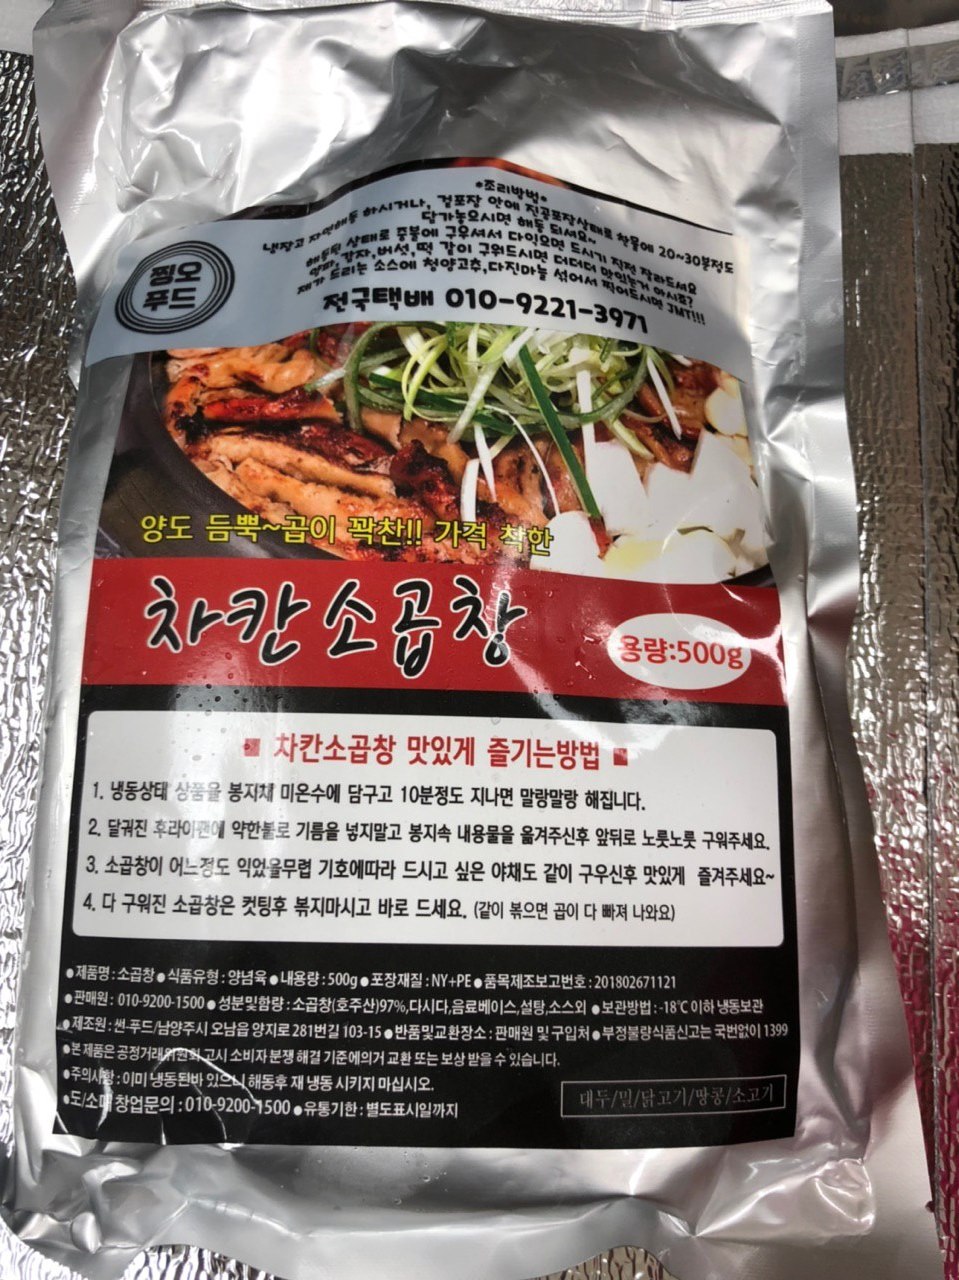 *조리방법*
냉장고 자연해동 하시거나, 겉포장 안에 진공포장상태로 찬물에 20~30분정도
담가놓으시면 해동 되셔요~
해동된 상태로 중불에 구우셔서 다익으면 드시기 직전 잘라드셔요
양파,감자,버섯,떡 같이 구워드시면 더더더 맛있는거 아시죠?
제가 드리는 소스에 청양고추,다진마늘 섞어서 찍어드시면 JMT!!!
전국택배 010-9221-3971
찡오
푸드
양도 듬뿍~곱이 꽉찬!! 가격 착한
차칸소곱창
용량:500g
■ 차칸소곱창 맛있게 즐기는방법 ■
1. 냉동상태 상품을 봉지채 미온수에 담구고 10분정도 지나면 말랑말랑 해집니다.
2. 달궈진 후라이팬에 약한불로 기름을 넣지말고 봉지속 내용물을 옮겨주신후 앞뒤로 노릇노릇 구워주세요.
3. 소곱창이 어느정도 익었을무렵 기호에따라 드시고 싶은 야채도 같이 구우신후 맛있게 즐겨주세요~
4. 다 구워진 소곱창은 컷팅후 볶지마시고 바로 드세요. (같이 볶으면 곱이 다 빠져 나와요)
●제품명 : 소곱창 ●식품유형 : 양념육 ●내용량 : 500g ●포장재질 : NY+PE ●품목제조보고번호 : 201802671121
●판매원 : 010-9200-1500 ●성분및함량 : 소곱창(호주산)97%,다시다,음료베이스,설탕,소스외 ●보관방법 : -18℃ 이하 냉동보관
●제조원 : 썬-푸드/남양주시 오남읍 양지로 281번길 103-15 ●반품및교환장소 : 판매원 및 구입처 ●부정불량식품신고는 국번없이 1399
●본 제품은 공정거래위원회 고시 소비자 분쟁 해결 기준에의거 교환 또는 보상 받을 수 있습니다.
●주의사항 : 이미 냉동된바 있으니 해동후 재 냉동 시키지 마십시오.
●도/소매 창업문의 : 010-9200-1500 ●유통기한 : 별도표시일까지
대두/밀/닭고기/땅콩/소고기